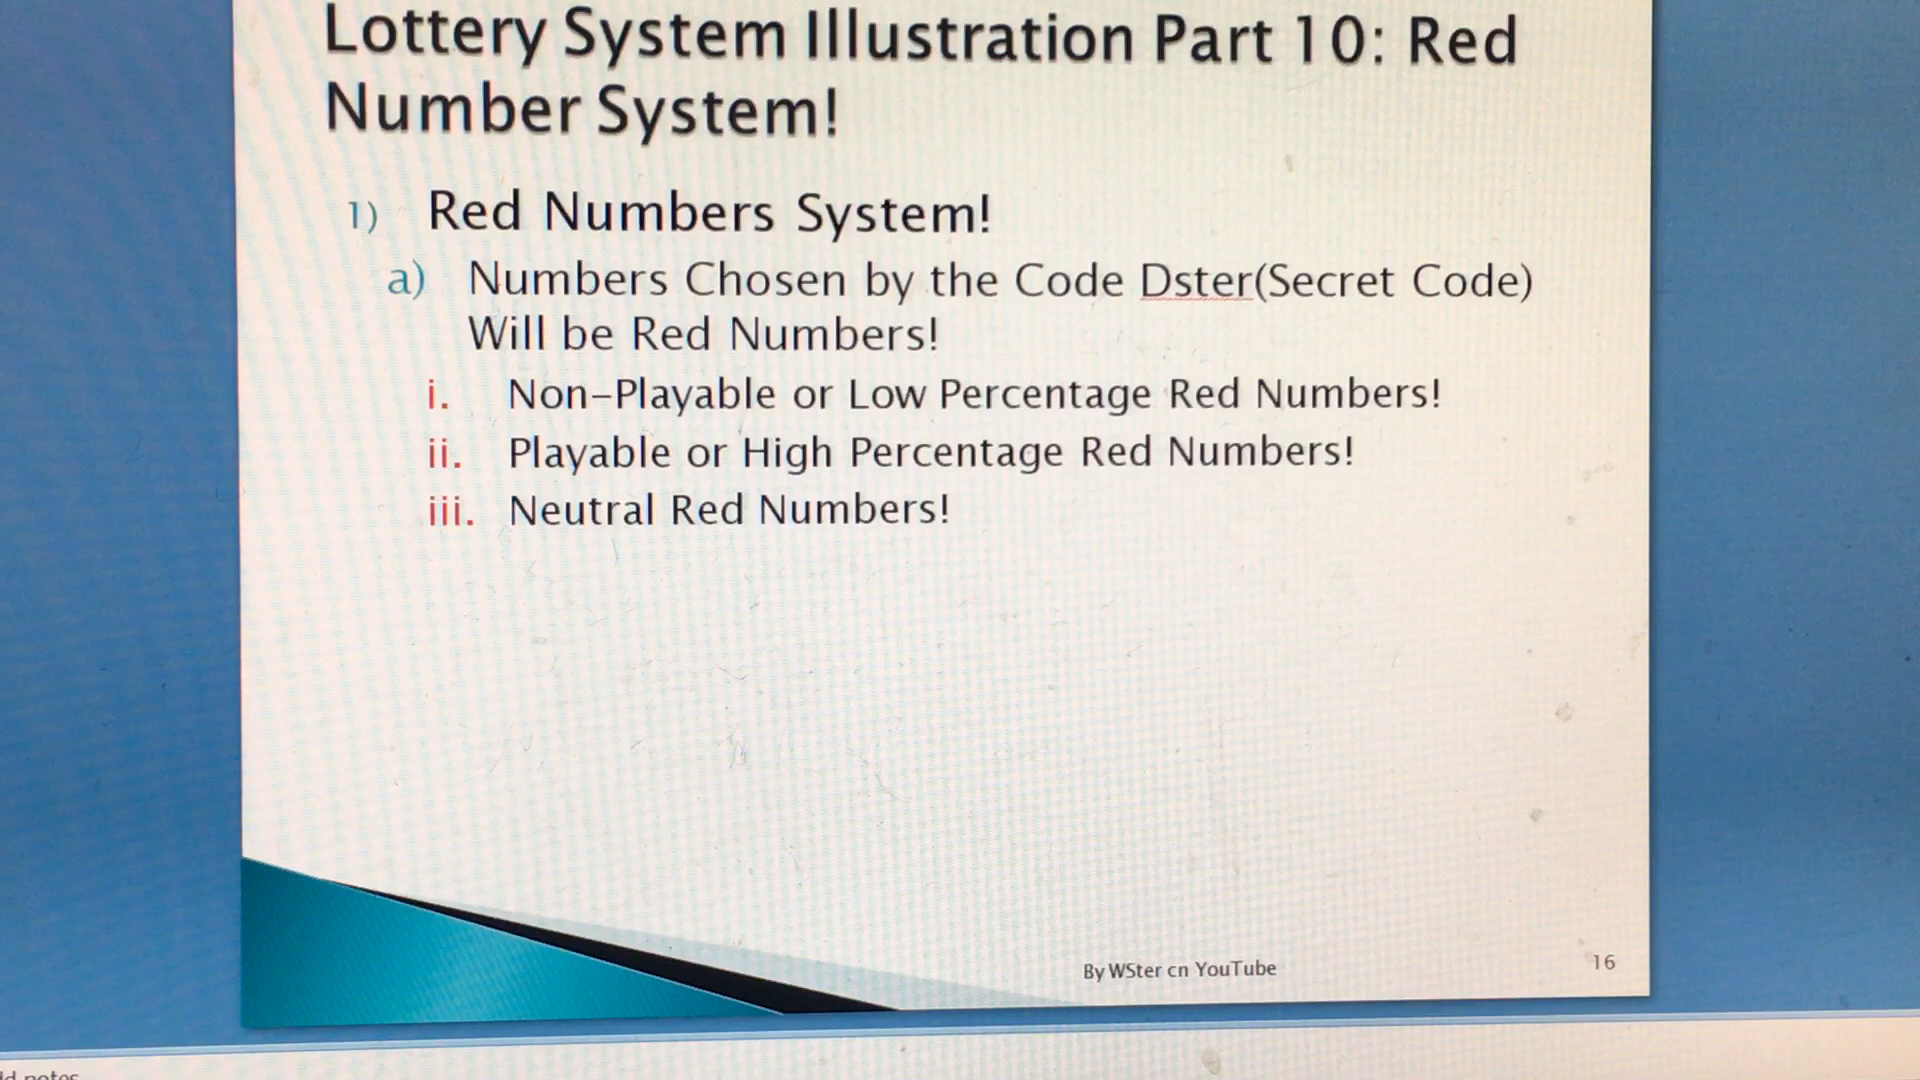 Lottery System Illustration Part 10: Red
Number System!
1) Red Numbers System!
a) Numbers Chosen by the Code Dster(Secret Code)
Will be Red Numbers!
i. Non-Playable or Low Percentage Red Numbers!
ii. Playable or High Percentage Red Numbers!
iii. Neutral Red Numbers!
By WSter on YouTube
16
notes